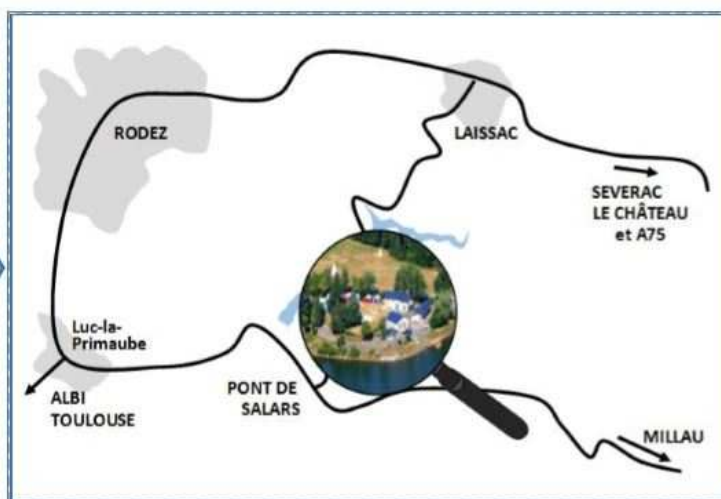 RODEZ
LAISSAC
SEVERAC
LE CHÂTEAU
et A75
Luc-la-
Primaube
ALBI
TOULOUSE
PONT DE
SALARS
MILLAU